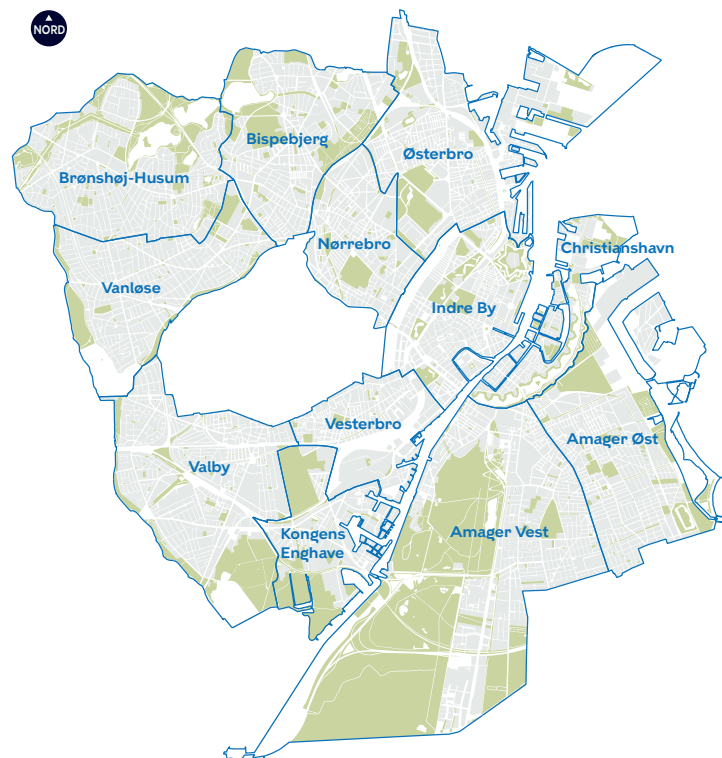 NORD
Bispebjerg
Østerbro
Brønshøj-Husum
Nørrebro
Christianshavn
Vanløse
Indre By
Vesterbro
Amager Øst
Valby
Kongens
Enghave
Amager Vest